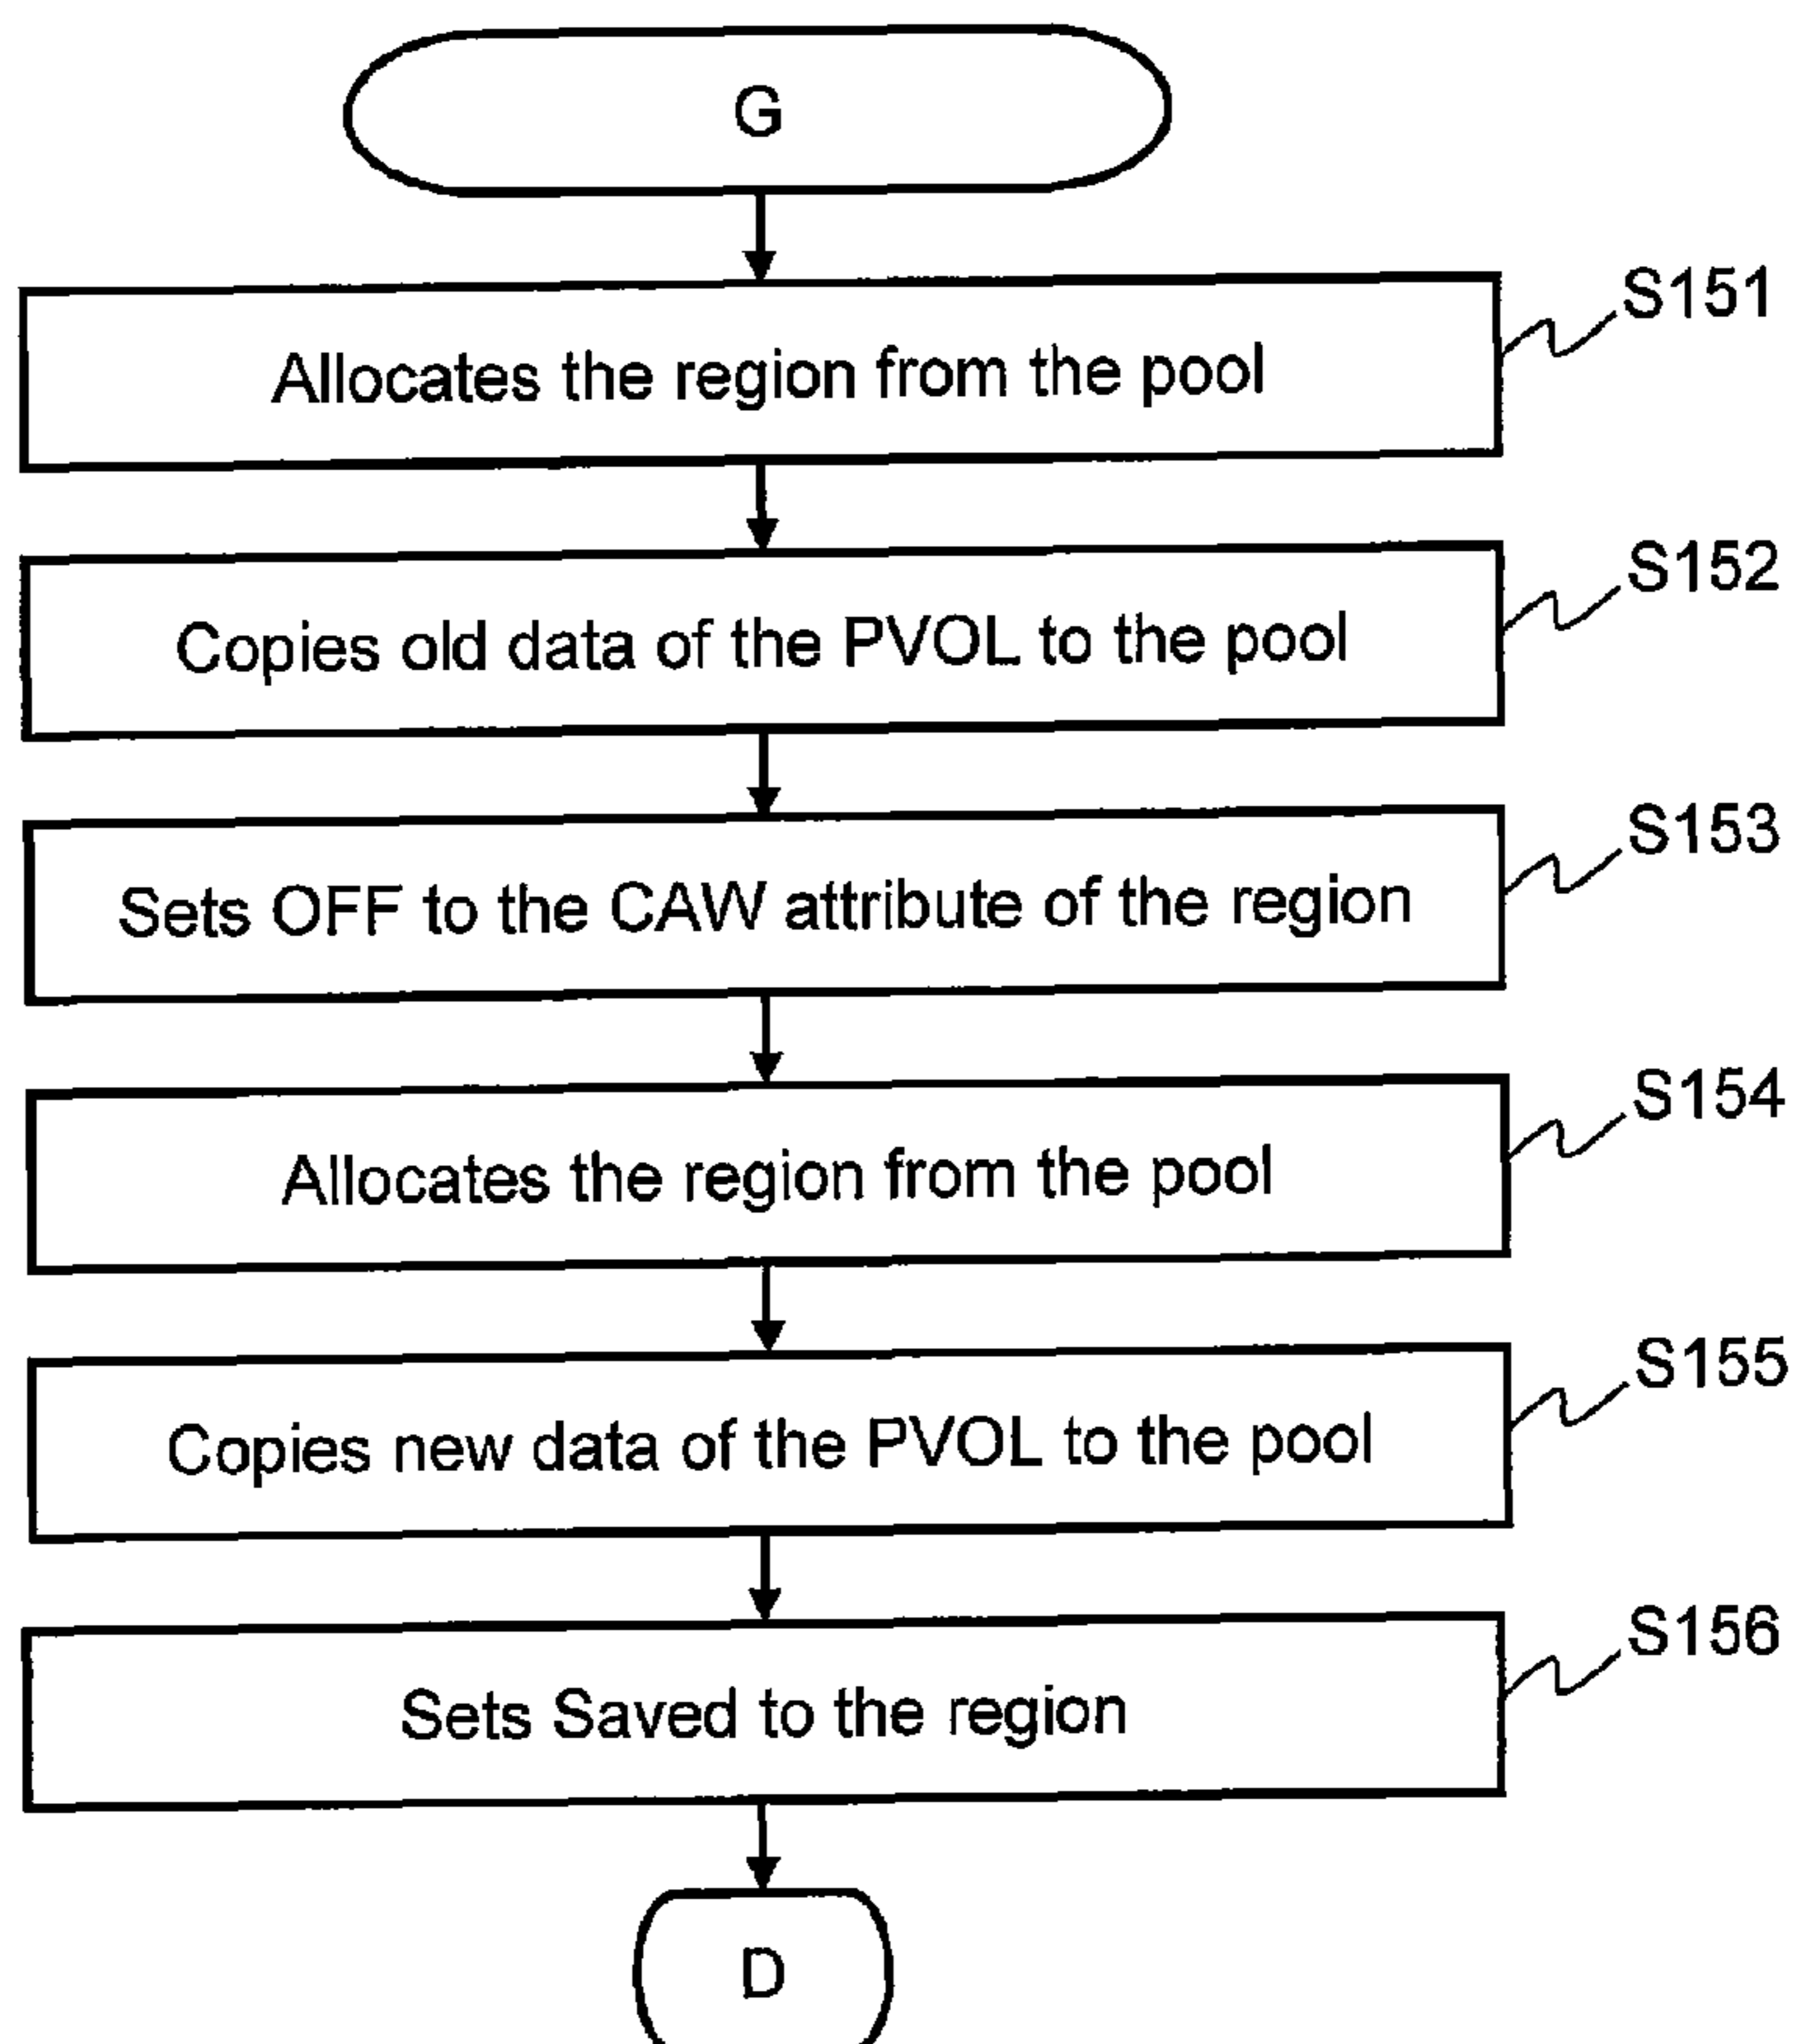 G
Allocates the region from the pool
S151
Copies old data of the PVOL to the pool
S152
Sets OFF to the CAW attribute of the region
S153
Allocates the region from the pool
S154
Copies new data of the PVOL to the pool
S155
Sets Saved to the region
S156
D